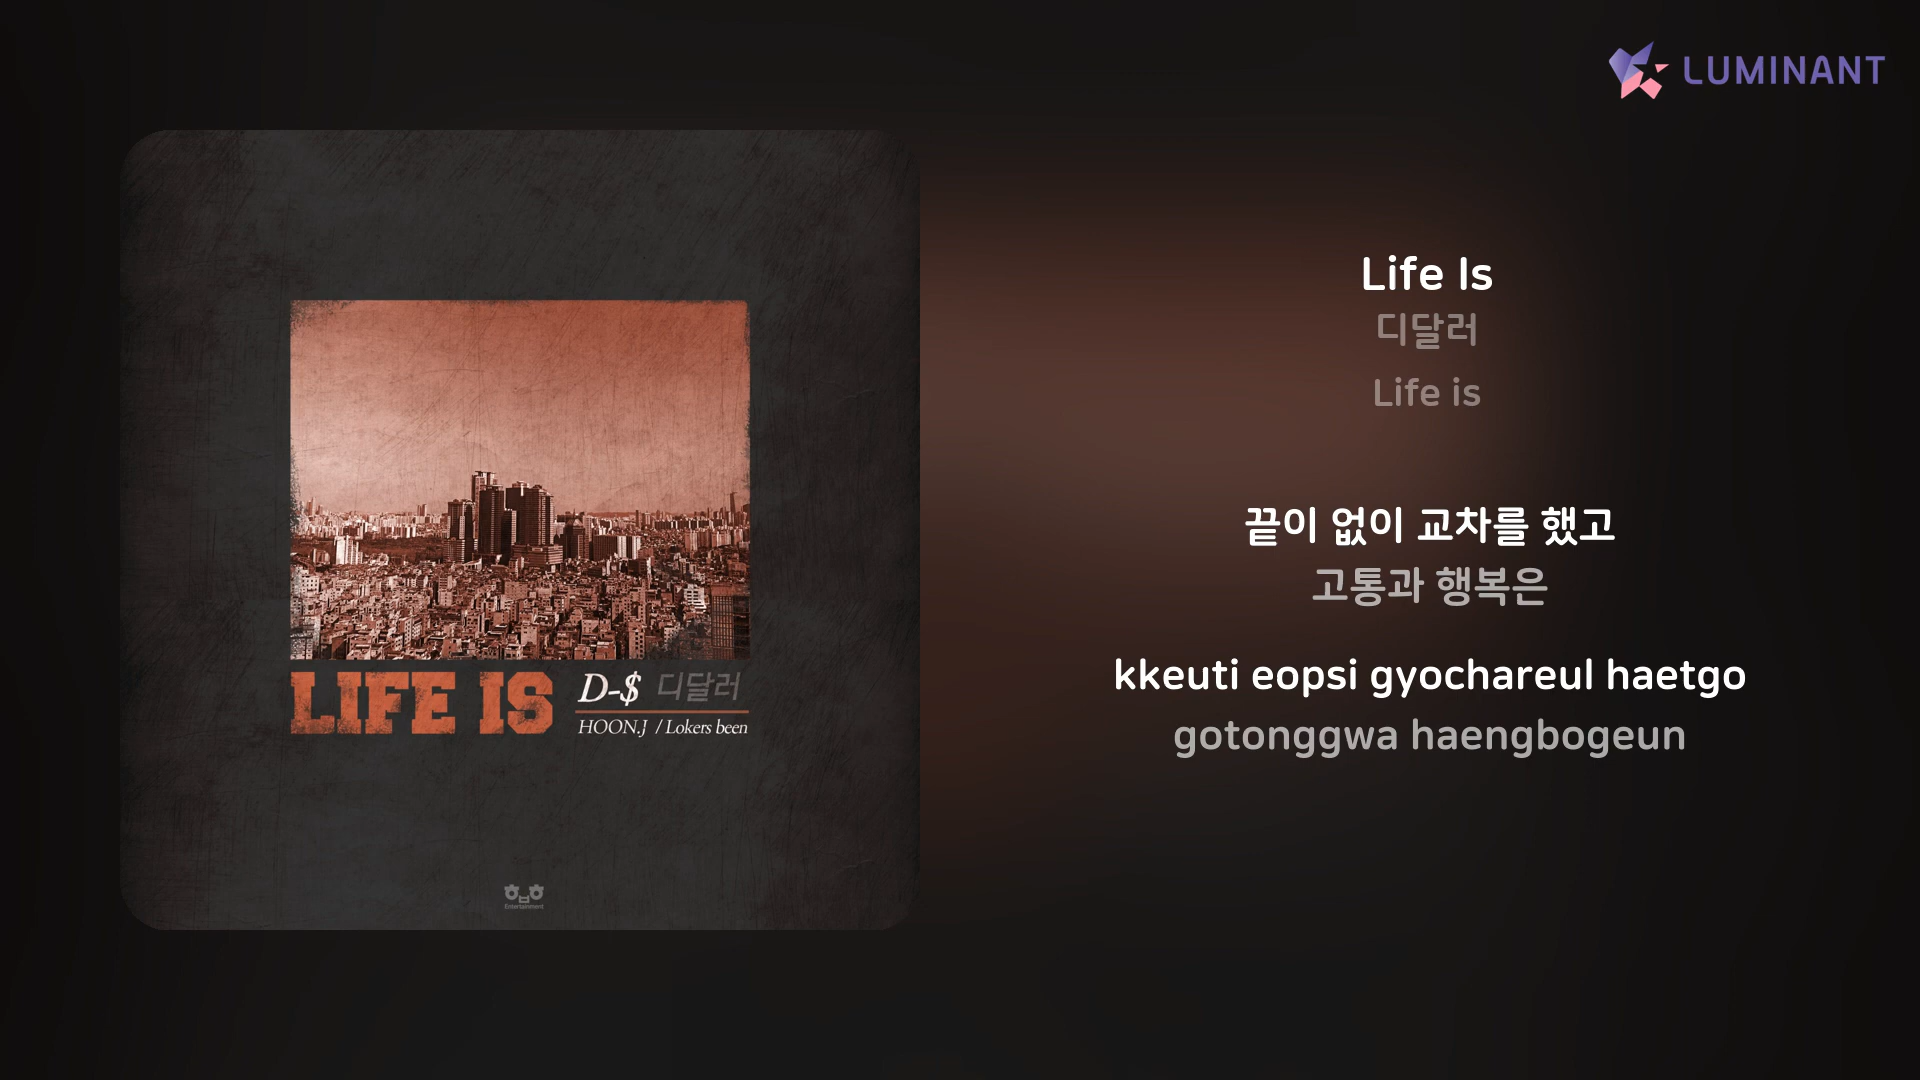 LUMINANT
LIFE IS
D-$ 디달러
HOON.J / Lokers been
Entertainment
Life Is
디달러
Life is
끝이 없이 교차를 했고
고통과 행복은
kkeuti eopsi gyochareul haetgo
gotonggwa haengbogeun